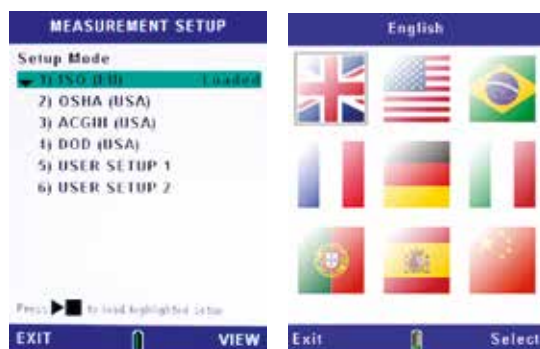 MEASUREMENT SETUP
Setup Mode
1) ISO (EU) Loaded
2) OSHA (USA)
3) ACGIH (USA)
4) DOD (USA)
5) USER SETUP 1
6) USER SETUP 2
Press ▶■ to load highlighted setup
EXIT VIEW
English
Exit Select